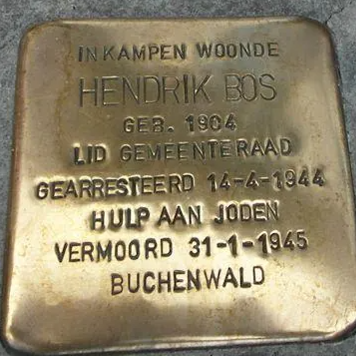 IN KAMPEN WOONDE
HENDRIK BOS
GEB. 1904
LID GEMEENTERAAD
GEARRESTEERD 14-4-1944
HULP AAN JODEN
VERMOORD 31-1-1945
BUCHENWALD